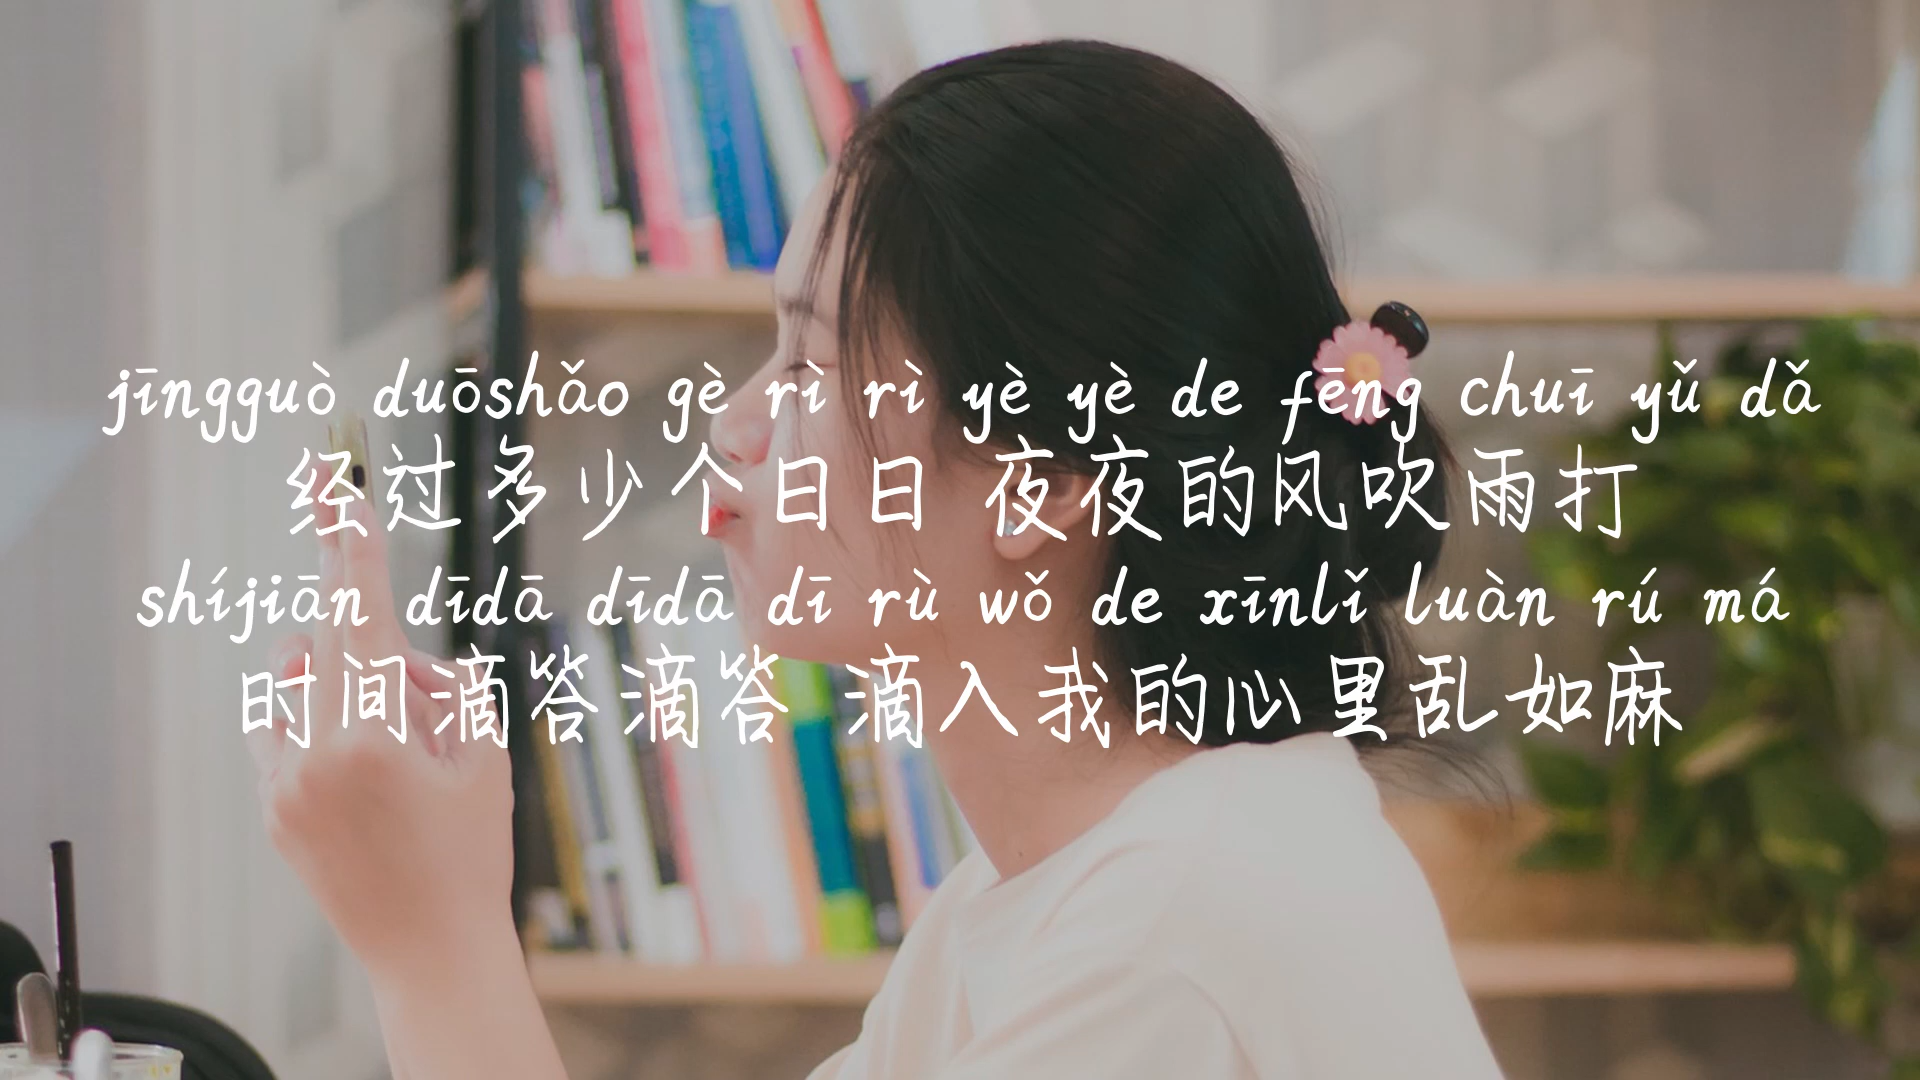 jīngguò duōshǎo gè rì rì yè yè de fēng chuī yǔ dǎ
经过多少个日日 夜夜的风吹雨打
shíjiān dīdā dīdā dī rù wǒ de xīnlǐ luàn rú má
时间滴答滴答 滴入我的心里乱如麻